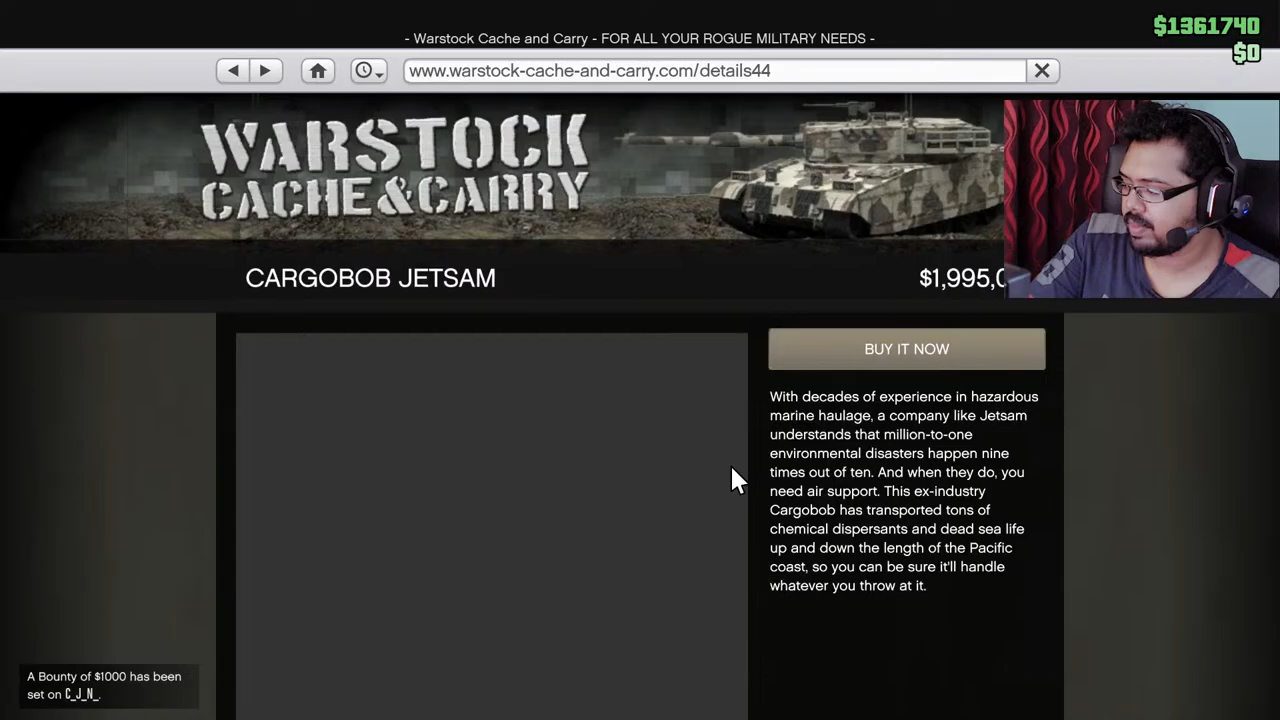 $1361740
$0
- Warstock Cache and Carry - FOR ALL YOUR ROGUE MILITARY NEEDS -
www.warstock-cache-and-carry.com/details44
WARSTOCK
CACHE&CARRY
CARGOBOB JETSAM
$1,995,0
BUY IT NOW
With decades of experience in hazardous
marine haulage, a company like Jetsam
understands that million-to-one
environmental disasters happen nine
times out of ten. And when they do, you
need air support. This ex-industry
Cargobob has transported tons of
chemical dispersants and dead sea life
up and down the length of the Pacific
coast, so you can be sure it'll handle
whatever you throw at it.
A Bounty of $1000 has been
set on C_J_N_.